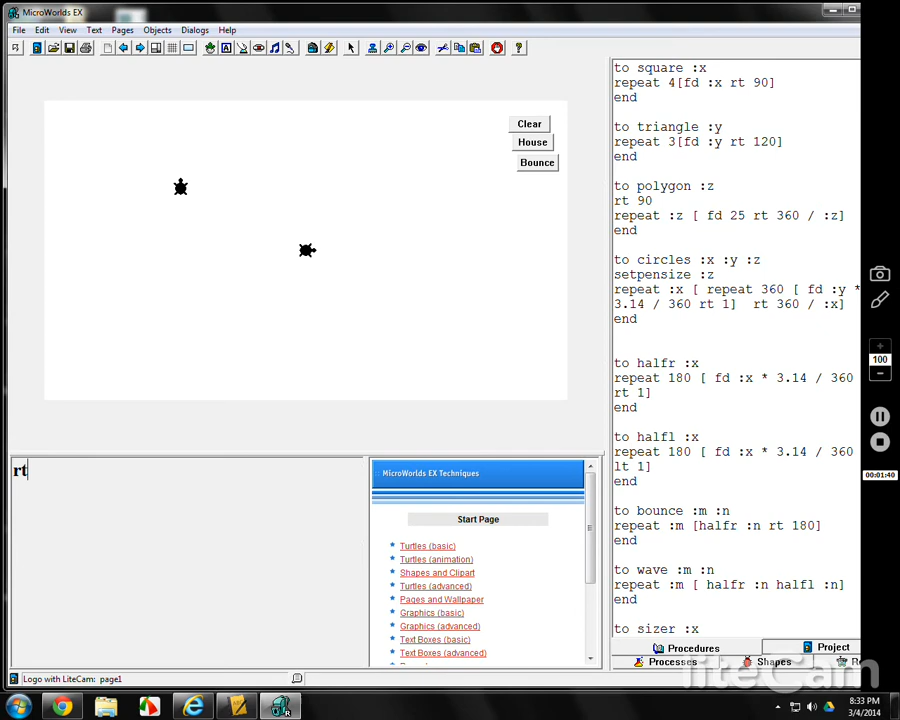 MicroWorlds EX
File Edit View Text Pages Objects Dialogs Help
Clear
House
Bounce
to square :x
repeat 4[fd :x rt 90]
end
to triangle :y
repeat 3[fd :y rt 120]
end
to polygon :z
rt 90
repeat :z [ fd 25 rt 360 / :z]
end
to circles :x :y :z
setpensize :z
repeat :x [ repeat 360 [ fd :y *
3.14 / 360 rt 1] rt 360 / :x]
end
to halfr :x
repeat 180 [ fd :x * 3.14 / 360
rt 1]
end
to halfl :x
repeat 180 [ fd :x * 3.14 / 360
lt 1]
end
to bounce :m :n
repeat :m [halfr :n rt 180]
end
to wave :m :n
repeat :m [ halfr :n halfl :n]
end
to sizer :x
Procedures
Project
Processes
Shapes
+
100
−
00:01:40
rt
MicroWorlds EX Techniques
Start Page
Turtles (basic)
Turtles (animation)
Shapes and Clipart
Turtles (advanced)
Pages and Wallpaper
Graphics (basic)
Graphics (advanced)
Text Boxes (basic)
Text Boxes (advanced)
Logo with LiteCam: page1
liteCam
8:33 PM
3/4/2014